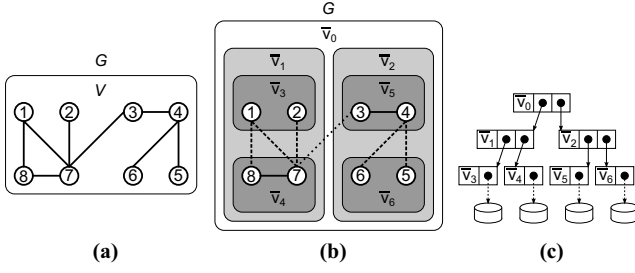 G
V
1 2 3 4
8 7 6 5
(a)
G
v̅0
v̅1 v̅2
v̅3 v̅5
1 2 3 4
8 7 6 5
v̅4 v̅6
(b)
v̅0
v̅1 v̅2
v̅3 v̅4 v̅5 v̅6
(c)